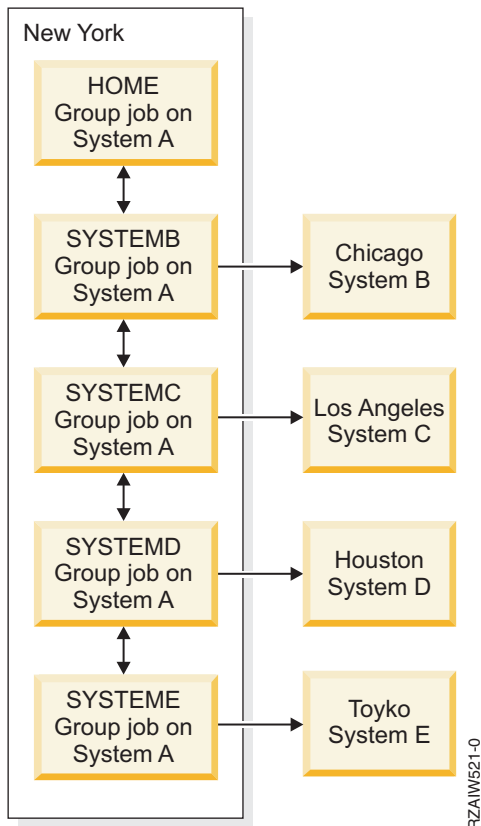 New York
HOME
Group job on
System A
SYSTEMB
Group job on
System A
Chicago
System B
SYSTEMC
Group job on
System A
Los Angeles
System C
SYSTEMD
Group job on
System A
Houston
System D
SYSTEME
Group job on
System A
Toyko
System E
RZAIW521-0